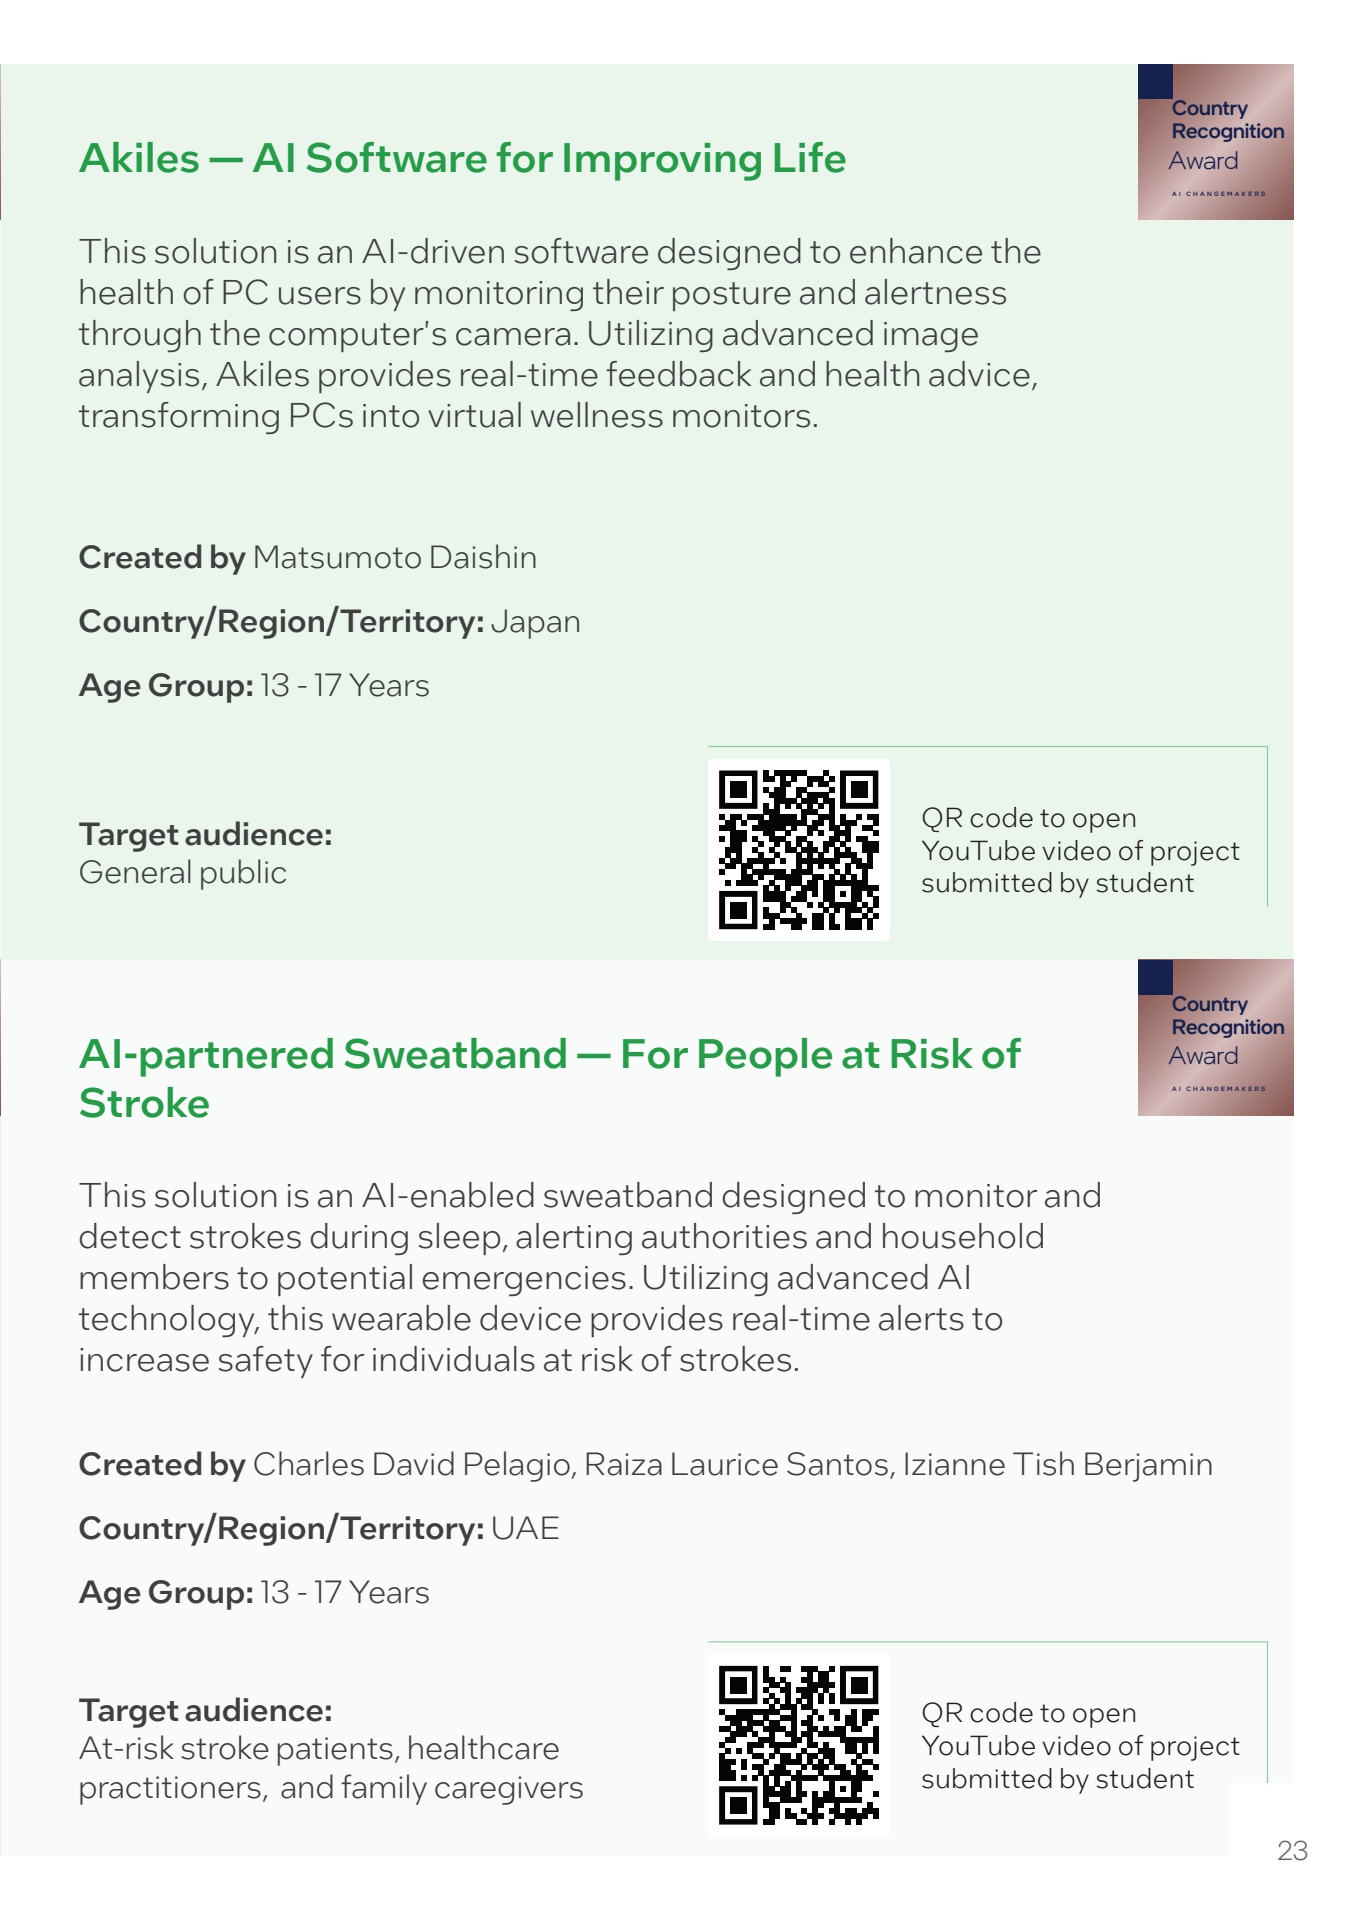 Country
Recognition
Award
AI CHANGEMAKERS
Akiles — AI Software for Improving Life
This solution is an AI-driven software designed to enhance the
health of PC users by monitoring their posture and alertness
through the computer's camera. Utilizing advanced image
analysis, Akiles provides real-time feedback and health advice,
transforming PCs into virtual wellness monitors.
Created by Matsumoto Daishin
Country/Region/Territory: Japan
Age Group: 13 - 17 Years
Target audience:
General public
QR code to open
YouTube video of project
submitted by student
Country
Recognition
Award
AI CHANGEMAKERS
AI-partnered Sweatband — For People at Risk of
Stroke
This solution is an AI-enabled sweatband designed to monitor and
detect strokes during sleep, alerting authorities and household
members to potential emergencies. Utilizing advanced AI
technology, this wearable device provides real-time alerts to
increase safety for individuals at risk of strokes.
Created by Charles David Pelagio, Raiza Laurice Santos, Izianne Tish Berjamin
Country/Region/Territory: UAE
Age Group: 13 - 17 Years
Target audience:
At-risk stroke patients, healthcare
practitioners,  and family caregivers
QR code to open
YouTube video of project
submitted by student
23